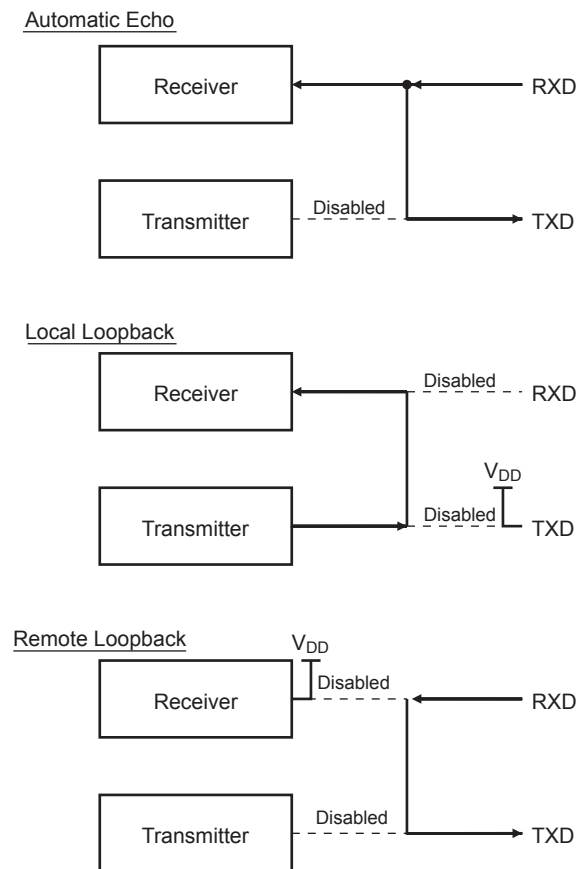 Automatic Echo
Receiver
RXD
Transmitter
Disabled
TXD
Local Loopback
Receiver
Disabled
RXD
VDD
Transmitter
Disabled
TXD
Remote Loopback
VDD
Receiver
Disabled
RXD
Transmitter
Disabled
TXD